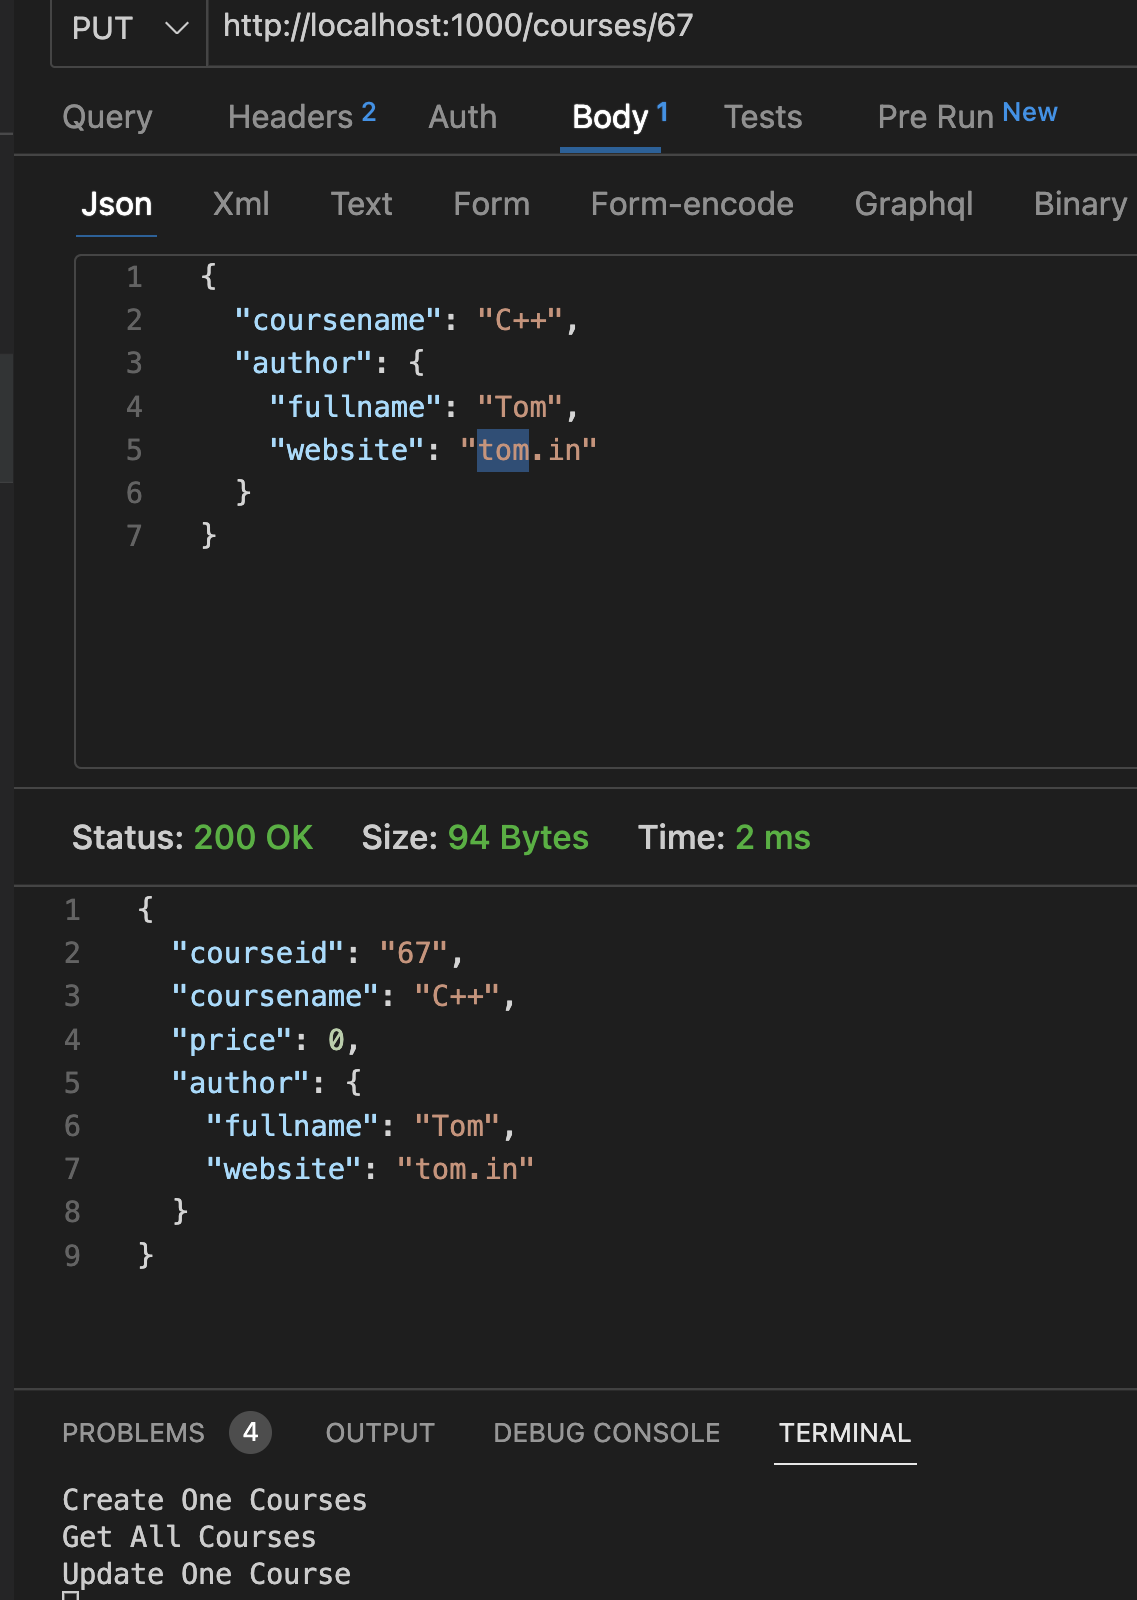 PUT http://localhost:1000/courses/67
Query Headers 2 Auth Body 1 Tests Pre Run New
Json Xml Text Form Form-encode Graphql Binary
1 {
2 "coursename": "C++",
3 "author": {
4 "fullname": "Tom",
5 "website": "tom.in"
6 }
7 }
Status: 200 OK Size: 94 Bytes Time: 2 ms
1 {
2 "courseid": "67",
3 "coursename": "C++",
4 "price": 0,
5 "author": {
6 "fullname": "Tom",
7 "website": "tom.in"
8 }
9 }
PROBLEMS 4 OUTPUT DEBUG CONSOLE TERMINAL
Create One Courses
Get All Courses
Update One Course